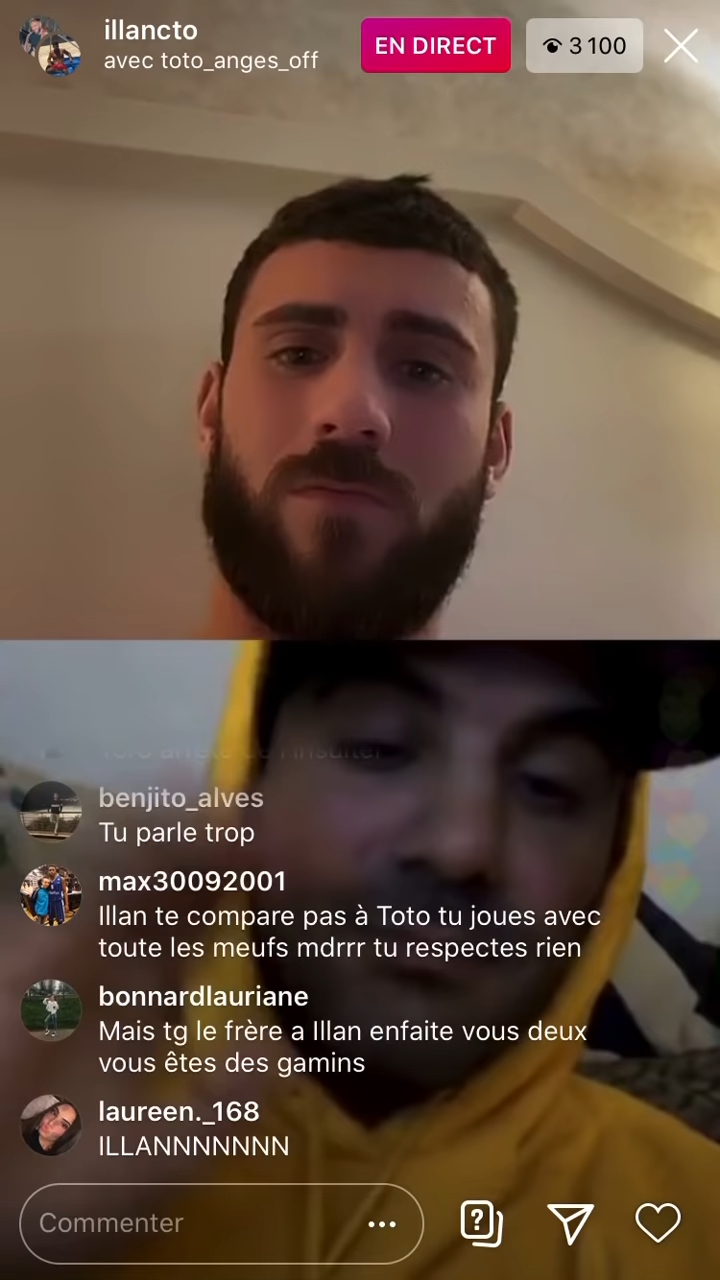 illancto
avec toto_anges_off
EN DIRECT
3 100
benjito_alves
Tu parle trop
max30092001
Illan te compare pas à Toto tu joues avec
toute les meufs mdrrr tu respectes rien
bonnardlauriane
Mais tg le frère a Illan enfaite vous deux
vous êtes des gamins
laureen._168
ILLANNNNNNN
Commenter